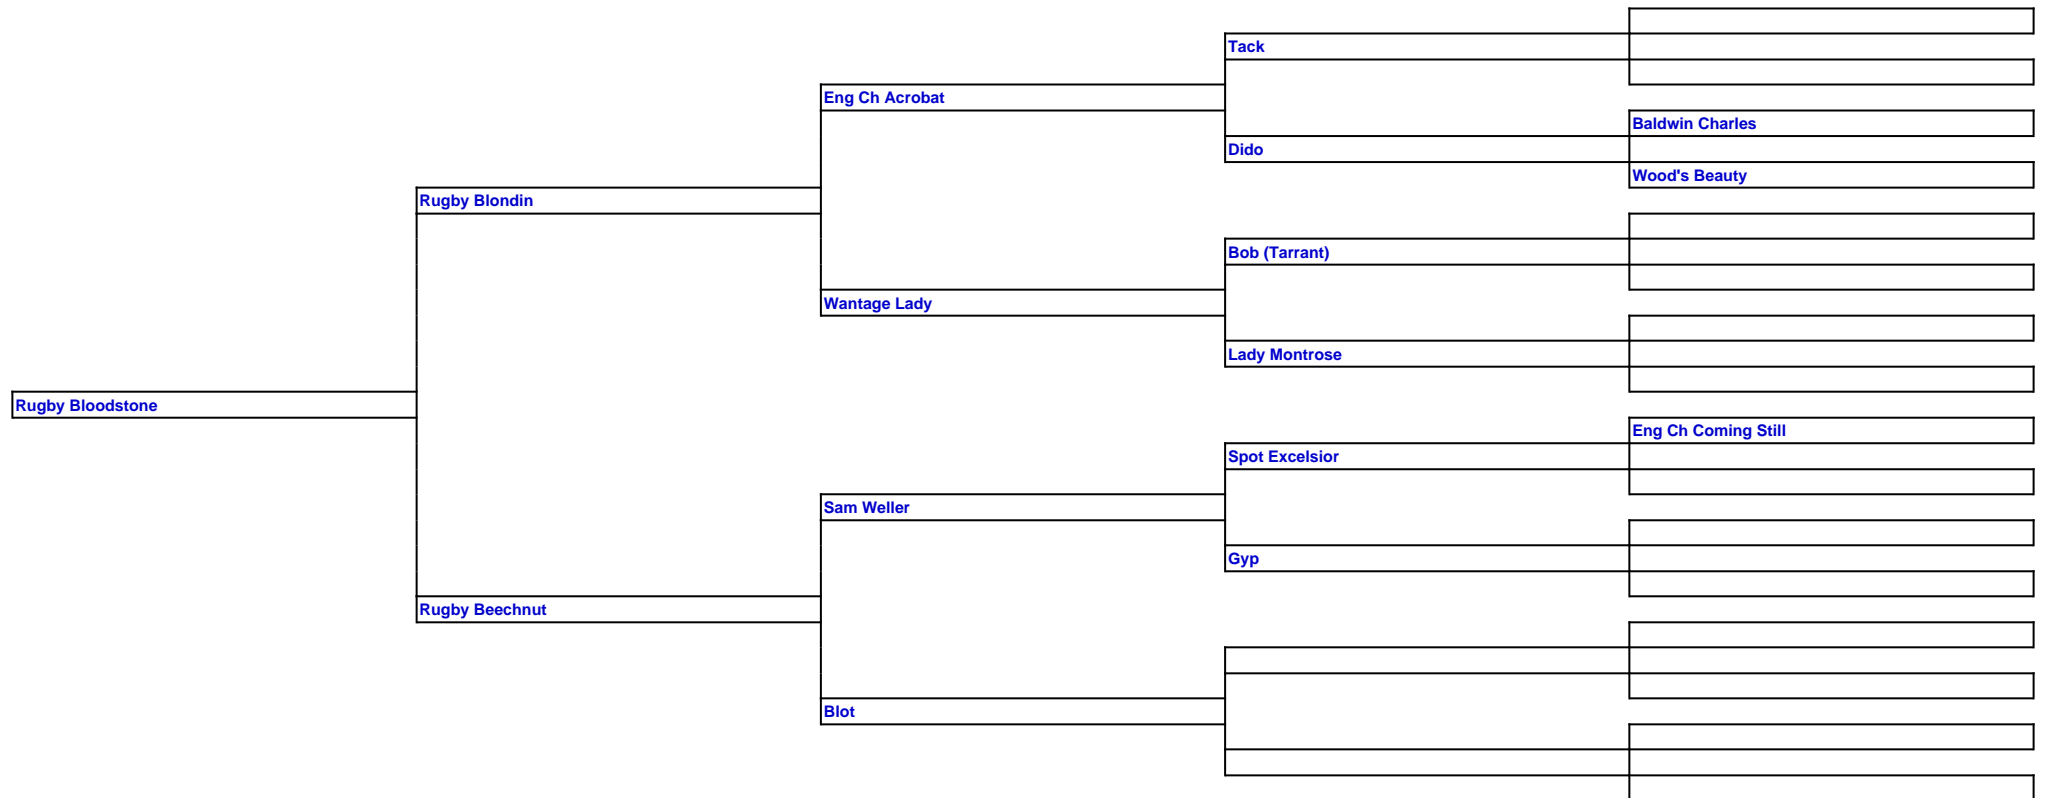 Tack
Eng Ch Acrobat
Baldwin Charles
Dido
Wood's Beauty
Rugby Blondin
Bob (Tarrant)
Wantage Lady
Lady Montrose
Rugby Bloodstone
Eng Ch Coming Still
Spot Excelsior
Sam Weller
Gyp
Rugby Beechnut
Blot